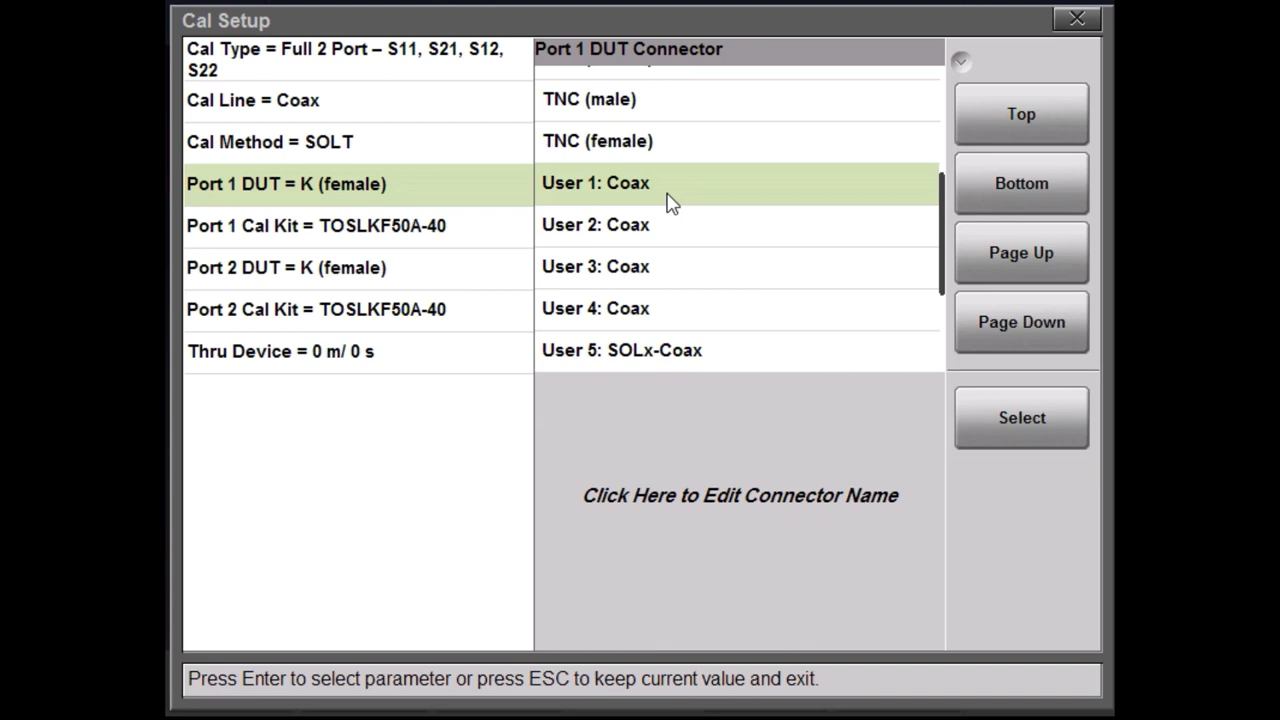 Cal Setup
Cal Type = Full 2 Port – S11, S21, S12,
S22
Cal Line = Coax
Cal Method = SOLT
Port 1 DUT = K (female)
Port 1 Cal Kit = TOSLKF50A-40
Port 2 DUT = K (female)
Port 2 Cal Kit = TOSLKF50A-40
Thru Device = 0 m/ 0 s
Port 1 DUT Connector
TNC (male)
TNC (female)
User 1: Coax
User 2: Coax
User 3: Coax
User 4: Coax
User 5: SOLx-Coax
Click Here to Edit Connector Name
Top
Bottom
Page Up
Page Down
Select
Press Enter to select parameter or press ESC to keep current value and exit.